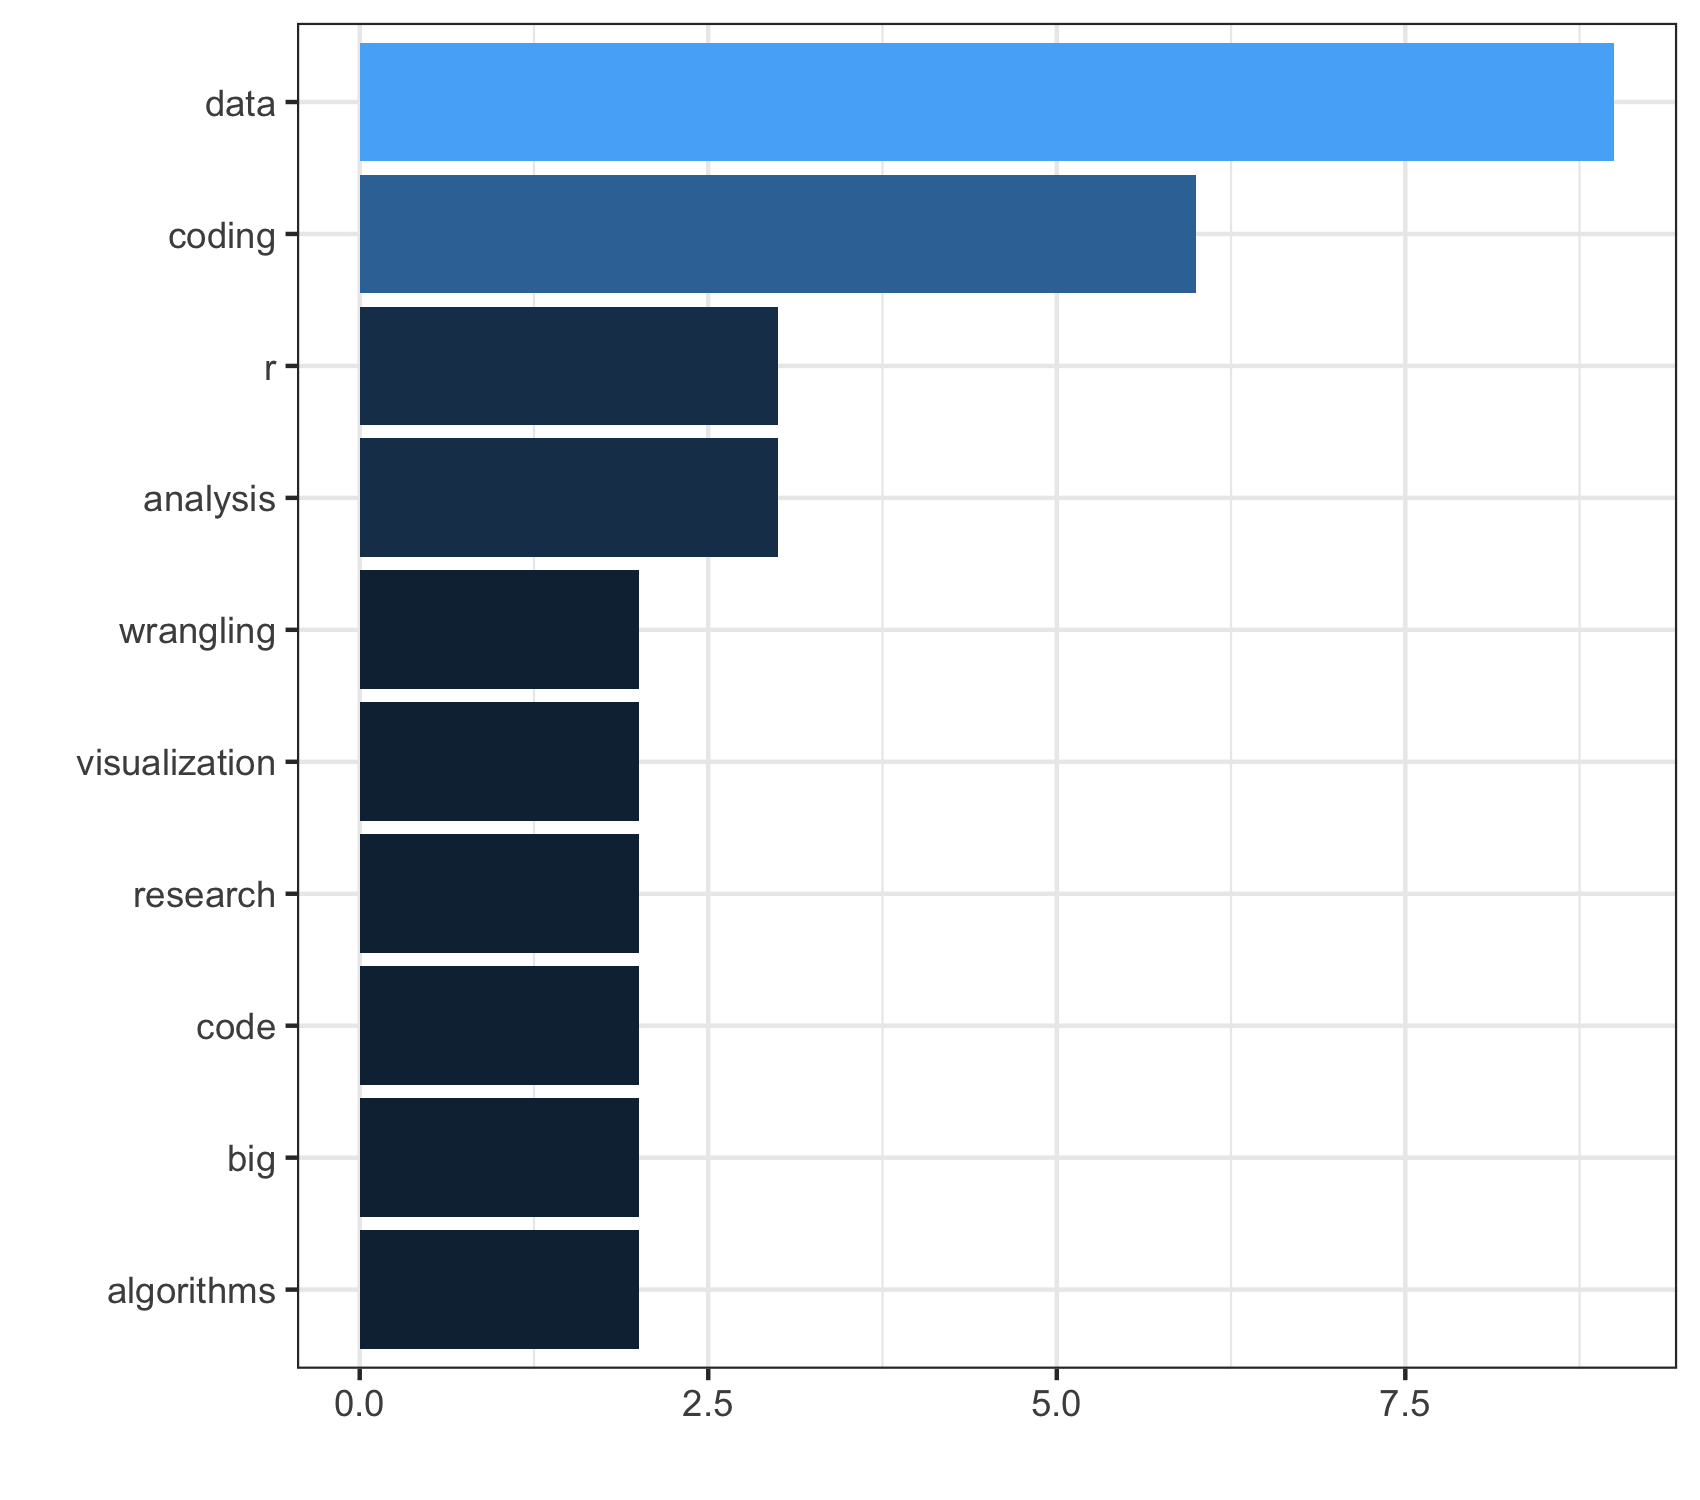 data
coding
r
analysis
wrangling
visualization
research
code
big
algorithms
0.0 2.5 5.0 7.5